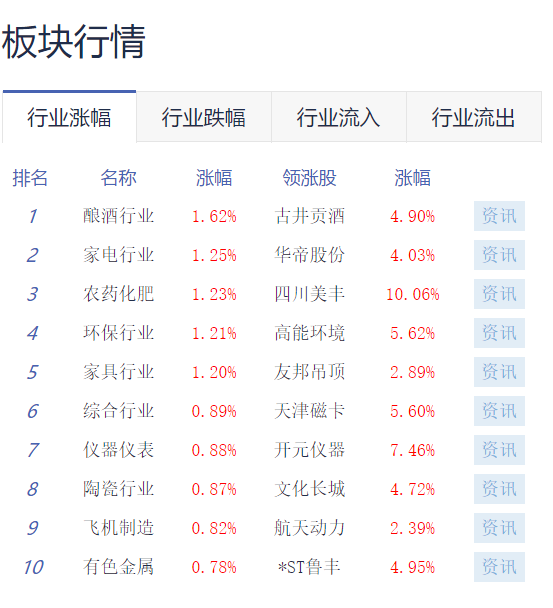 板块行情
行业涨幅 行业跌幅 行业流入 行业流出
排名 名称 涨幅 领涨股 涨幅
1 酿酒行业 1.62% 古井贡酒 4.90% 资讯
2 家电行业 1.25% 华帝股份 4.03% 资讯
3 农药化肥 1.23% 四川美丰 10.06% 资讯
4 环保行业 1.21% 高能环境 5.62% 资讯
5 家具行业 1.20% 友邦吊顶 2.89% 资讯
6 综合行业 0.89% 天津磁卡 5.60% 资讯
7 仪器仪表 0.88% 开元仪器 7.46% 资讯
8 陶瓷行业 0.87% 文化长城 4.72% 资讯
9 飞机制造 0.82% 航天动力 2.39% 资讯
10 有色金属 0.78% *ST鲁丰 4.95% 资讯